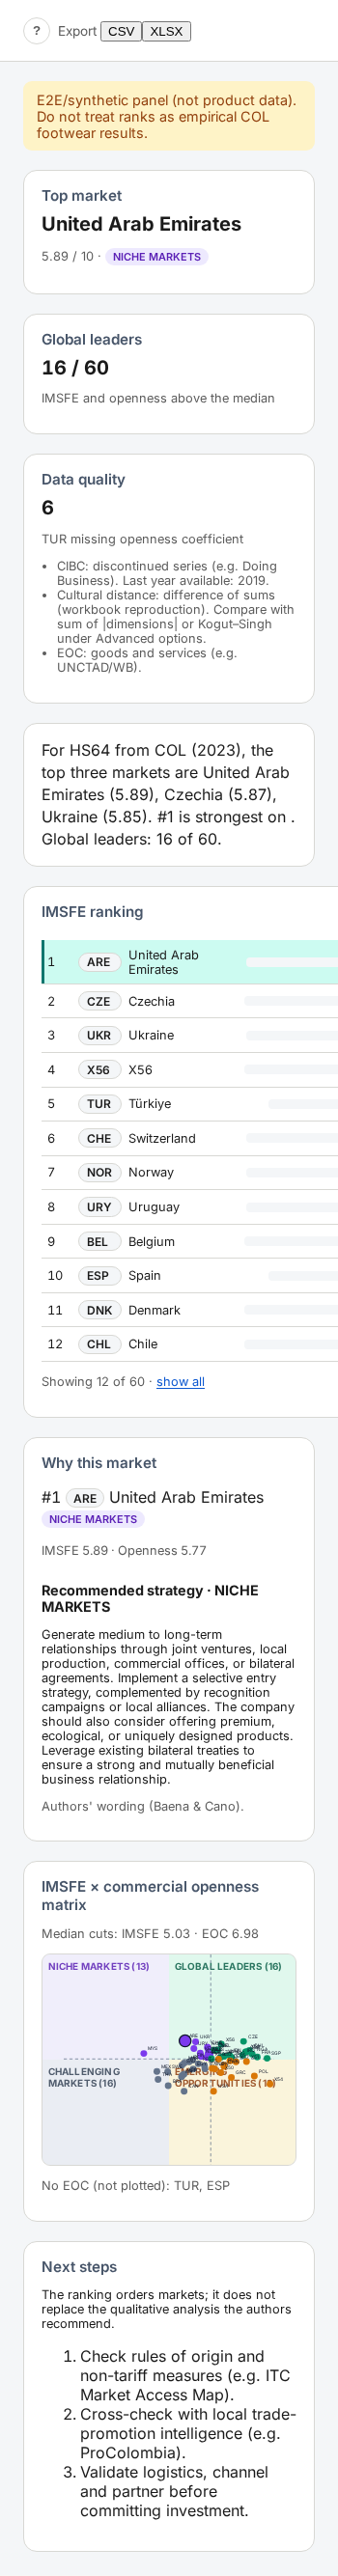 ? Export CSV XLSX
E2E/synthetic panel (not product data).
Do not treat ranks as empirical COL
footwear results.
Top market
United Arab Emirates
5.89 / 10 · NICHE MARKETS
Global leaders
16 / 60
IMSFE and openness above the median
Data quality
6
TUR missing openness coefficient
• CIBC: discontinued series (e.g. Doing
Business). Last year available: 2019.
• Cultural distance: difference of sums
(workbook reproduction). Compare with
sum of |dimensions| or Kogut–Singh
under Advanced options.
• EOC: goods and services (e.g.
UNCTAD/WB).
For HS64 from COL (2023), the
top three markets are United Arab
Emirates (5.89), Czechia (5.87),
Ukraine (5.85). #1 is strongest on .
Global leaders: 16 of 60.
IMSFE ranking
1 ARE United Arab
Emirates
2 CZE Czechia
3 UKR Ukraine
4 X56 X56
5 TUR Türkiye
6 CHE Switzerland
7 NOR Norway
8 URY Uruguay
9 BEL Belgium
10 ESP Spain
11 DNK Denmark
12 CHL Chile
Showing 12 of 60 · show all
Why this market
#1 ARE United Arab Emirates
NICHE MARKETS
IMSFE 5.89 · Openness 5.77
Recommended strategy · NICHE
MARKETS
Generate medium to long-term
relationships through joint ventures, local
production, commercial offices, or bilateral
agreements. Implement a selective entry
strategy, complemented by recognition
campaigns or local alliances. The company
should also consider offering premium,
ecological, or uniquely designed products.
Leverage existing bilateral treaties to
ensure a strong and mutually beneficial
business relationship.
Authors' wording (Baena & Cano).
IMSFE × commercial openness
matrix
Median cuts: IMSFE 5.03 · EOC 6.98
NICHE MARKETS (13) GLOBAL LEADERS (16)
CZE
MYS
CHALLENGING
MARKETS (16)
EMERGING
OPPORTUNITIES (13)
POL
No EOC (not plotted): TUR, ESP
Next steps
The ranking orders markets; it does not
replace the qualitative analysis the authors
recommend.
1. Check rules of origin and
non-tariff measures (e.g. ITC
Market Access Map).
2. Cross-check with local trade-
promotion intelligence (e.g.
ProColombia).
3. Validate logistics, channel
and partner before
committing investment.